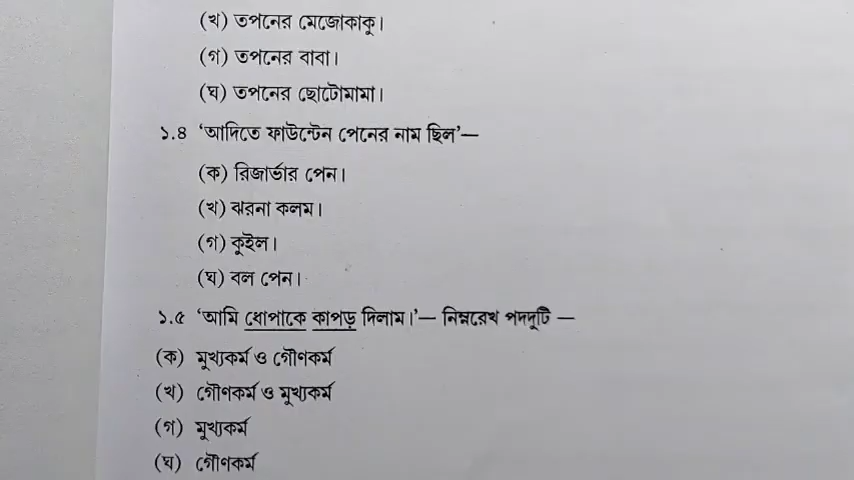 (খ) তপনের মেজোকাকু।
(গ) তপনের বাবা।
(ঘ) তপনের ছোটোমামা।
১.৪ ‘আদিতে ফাউন্টেন পেনের নাম ছিল’—
(ক) রিজার্ভার পেন।
(খ) ঝরনা কলম।
(গ) কুইল।
(ঘ) বল পেন।
১.৫ ‘আমি ধোপাকে কাপড় দিলাম।’— নিম্নরেখ পদদুটি —
(ক) মুখ্যকর্ম ও গৌণকর্ম
(খ) গৌণকর্ম ও মুখ্যকর্ম
(গ) মুখ্যকর্ম
(ঘ) গৌণকর্ম